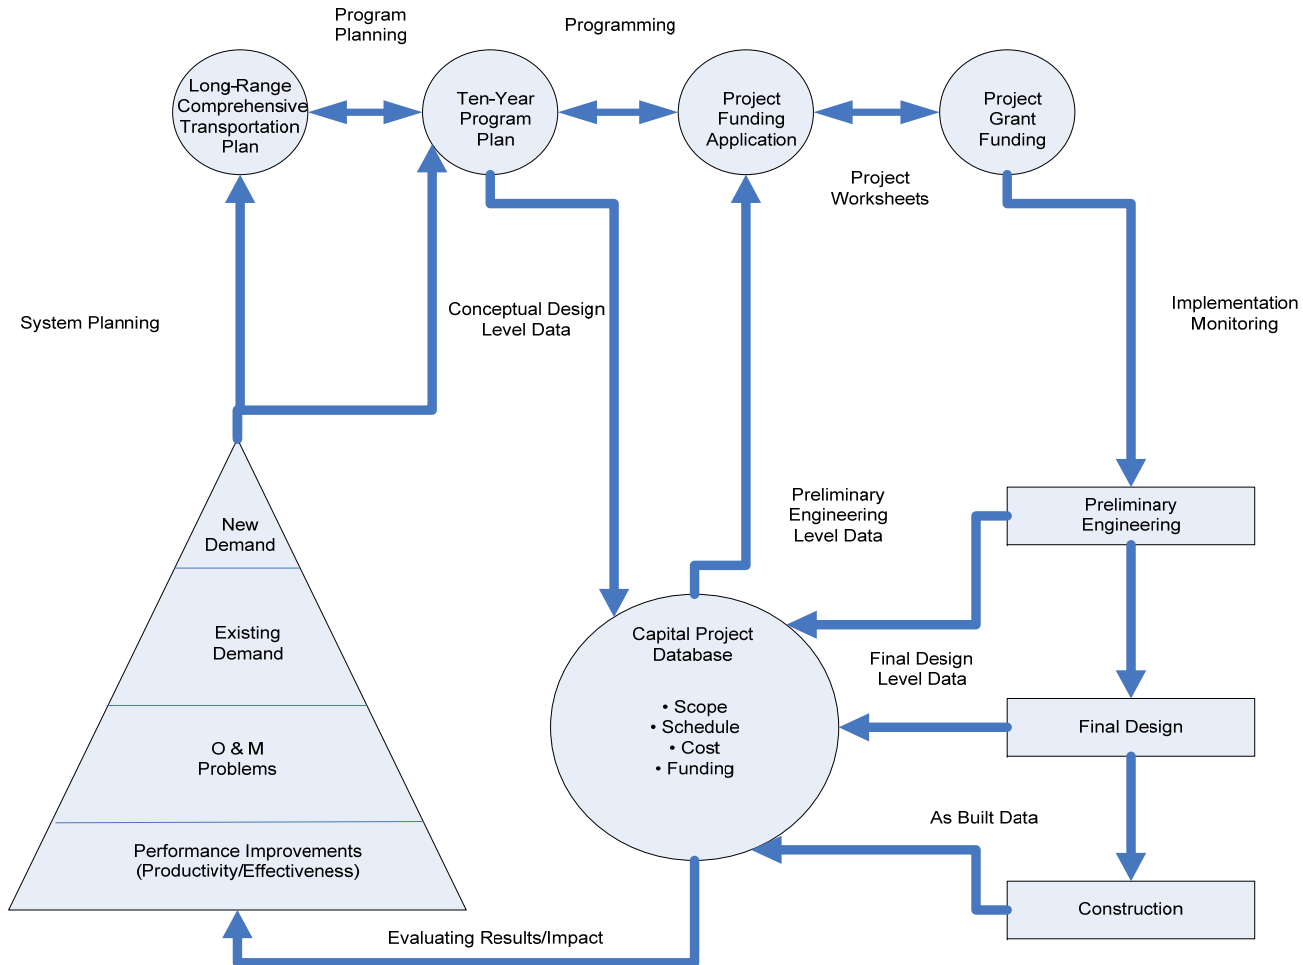 Program
Planning
Programming
Long-Range
Comprehensive
Transportation
Plan
Ten-Year
Program
Plan
Project
Funding
Application
Project
Grant
Funding
Project
Worksheets
System Planning
Conceptual Design
Level Data
Implementation
Monitoring
Preliminary
Engineering
Level Data
Preliminary
Engineering
New
Demand
Existing
Demand
O & M
Problems
Performance Improvements
(Productivity/Effectiveness)
Capital Project
Database
• Scope
• Schedule
• Cost
• Funding
Final Design
Level Data
Final Design
As Built Data
Construction
Evaluating Results/Impact